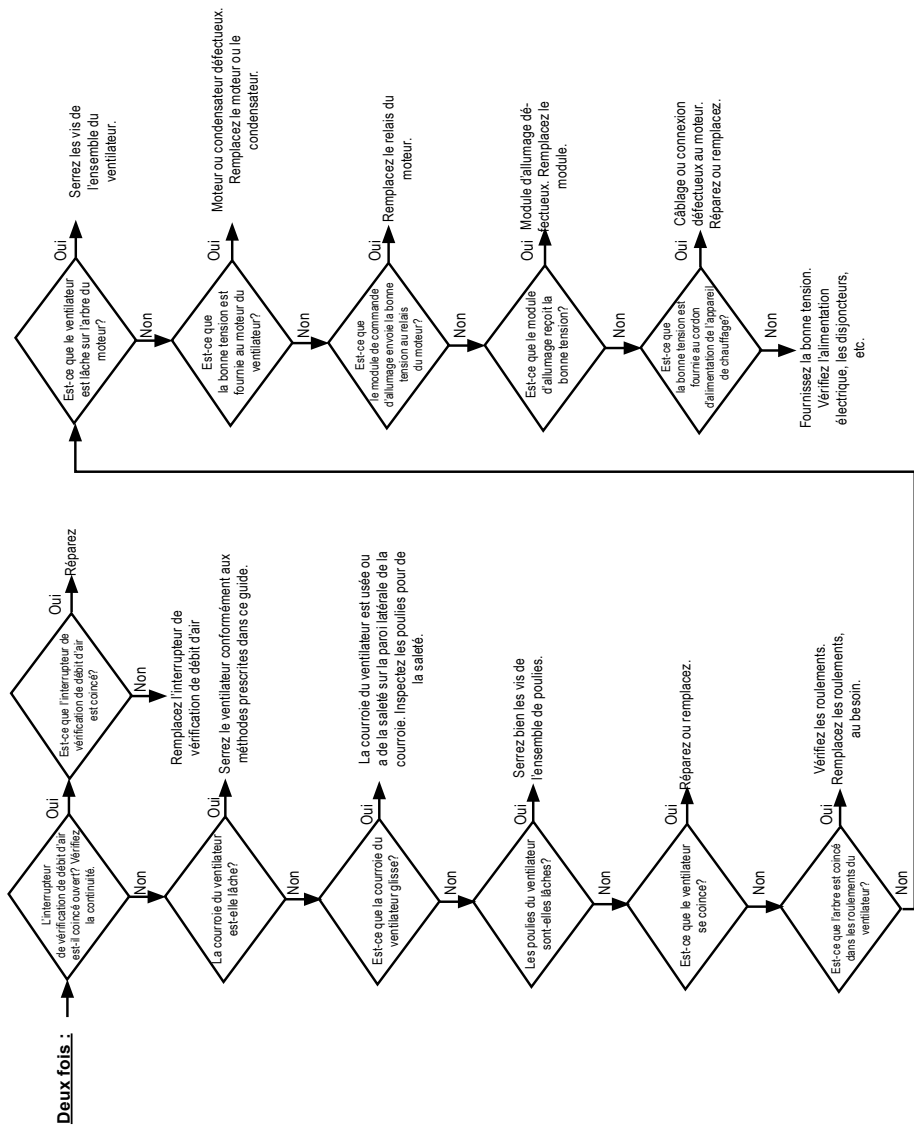 Deux fois :
L'interrupteur
de vérification de débit d'air
est-il coincé ouvert? Vérifiez
la continuité.
Oui
Non
Est-ce que l'interrupteur de
vérification de débit d'air
est coincé?
Oui
Réparez
Non
Remplacez l'interrupteur de
vérification de débit d'air
La courroie du ventilateur
est-elle lâche?
Oui
Serrez le ventilateur conformément aux
méthodes prescrites dans ce guide.
Non
Est-ce que la courroie du
ventilateur glisse?
Oui
La courroie du ventilateur est usée ou
a de la saleté sur la paroi latérale de la
courroie. Inspectez les poulies pour de
la saleté.
Non
Les poulies du ventilateur
sont-elles lâches?
Oui
Serrez bien les vis de
l'ensemble de poulies.
Non
Est-ce que le ventilateur
se coince?
Oui
Réparez ou remplacez.
Non
Est-ce que l'arbre est coincé
dans les roulements du
ventilateur?
Oui
Vérifiez les roulements.
Remplacez les roulements,
au besoin.
Non
Est-ce que le ventilateur
est lâche sur l'arbre du
moteur?
Oui
Serrez les vis de
l'ensemble du
ventilateur.
Non
Est-ce que
la bonne tension est
fournie au moteur du
ventilateur?
Oui
Moteur ou condensateur défectueux.
Remplacez le moteur ou le
condensateur.
Non
Est-ce que
le module de commande
d'allumage envoie la bonne
tension au relais
du moteur?
Oui
Remplacez le relais du
moteur.
Non
Est-ce que le module
d'allumage reçoit la
bonne tension?
Oui
Module d'allumage dé-
fectueux. Remplacez le
module.
Non
Est-ce que
la bonne tension est
fournie au cordon
d'alimentation de l'appareil
de chauffage?
Oui
Câblage ou connexion
défectueux au moteur.
Réparez ou remplacez.
Non
Fournissez la bonne tension.
Vérifiez l'alimentation
électrique, les disjoncteurs,
etc.